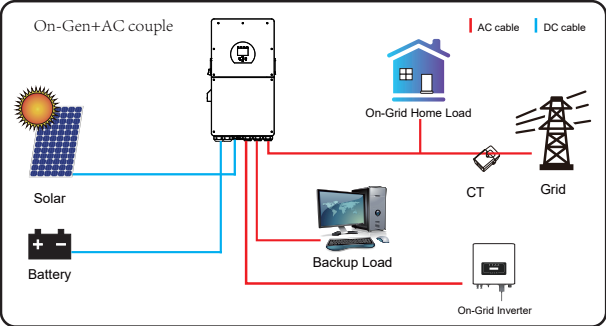 On-Gen+AC couple
AC cable
DC cable
On-Grid Home Load
Solar
CT
Grid
Battery
Backup Load
On-Grid Inverter